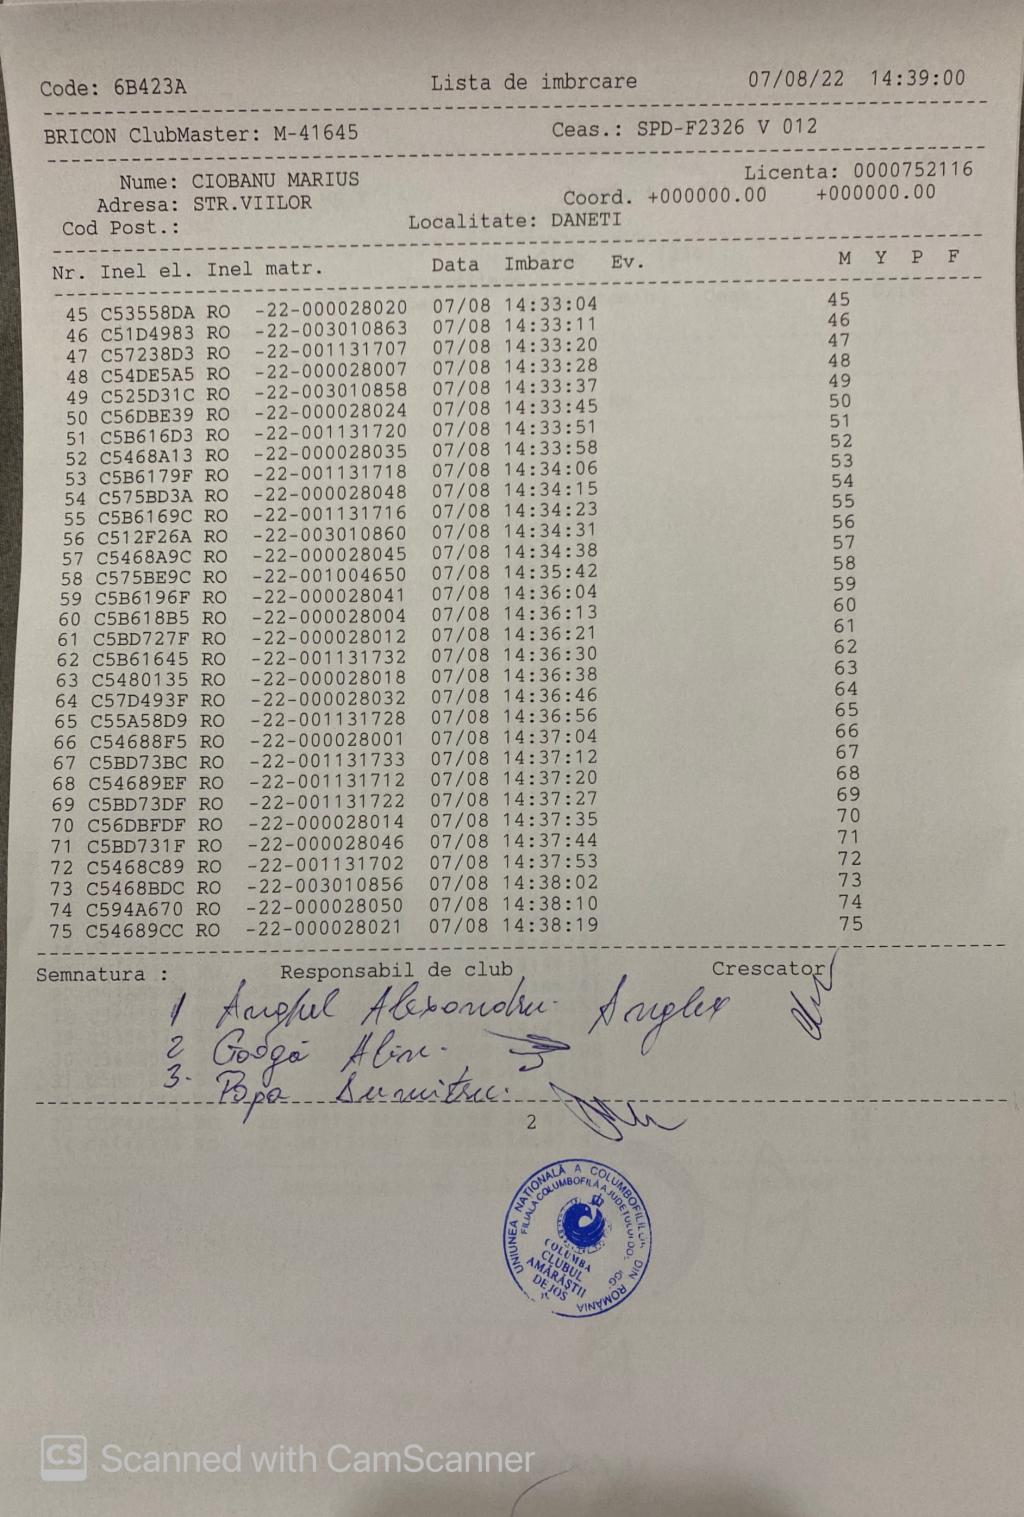 Code: 6B423A Lista de imbrcare 07/08/22 14:39:00
BRICON ClubMaster: M-41645 Ceas.: SPD-F2326 V 012
Nume: CIOBANU MARIUS Licenta: 0000752116
Adresa: STR.VIILOR Coord. +000000.00 +000000.00
Cod Post.: Localitate: DANETI
Nr. Inel el. Inel matr. Data Imbarc Ev. M Y P F
45 C53558DA RO -22-000028020 07/08 14:33:04 45
46 C51D4983 RO -22-003010863 07/08 14:33:11 46
47 C57238D3 RO -22-001131707 07/08 14:33:20 47
48 C54DE5A5 RO -22-000028007 07/08 14:33:28 48
49 C525D31C RO -22-003010858 07/08 14:33:37 49
50 C56DBE39 RO -22-000028024 07/08 14:33:45 50
51 C5B616D3 RO -22-001131720 07/08 14:33:51 51
52 C5468A13 RO -22-000028035 07/08 14:33:58 52
53 C5B6179F RO -22-001131718 07/08 14:34:06 53
54 C575BD3A RO -22-000028048 07/08 14:34:15 54
55 C5B6169C RO -22-001131716 07/08 14:34:23 55
56 C512F26A RO -22-003010860 07/08 14:34:31 56
57 C5468A9C RO -22-000028045 07/08 14:34:38 57
58 C575BE9C RO -22-001004650 07/08 14:35:42 58
59 C5B6196F RO -22-000028041 07/08 14:36:04 59
60 C5B618B5 RO -22-000028004 07/08 14:36:13 60
61 C5BD727F RO -22-000028012 07/08 14:36:21 61
62 C5B61645 RO -22-001131732 07/08 14:36:30 62
63 C5480135 RO -22-000028018 07/08 14:36:38 63
64 C57D493F RO -22-000028032 07/08 14:36:46 64
65 C55A58D9 RO -22-001131728 07/08 14:36:56 65
66 C54688F5 RO -22-000028001 07/08 14:37:04 66
67 C5BD73BC RO -22-001131733 07/08 14:37:12 67
68 C54689EF RO -22-001131712 07/08 14:37:20 68
69 C5BD73DF RO -22-001131722 07/08 14:37:27 69
70 C56DBFDF RO -22-000028014 07/08 14:37:35 70
71 C5BD731F RO -22-000028046 07/08 14:37:44 71
72 C5468C89 RO -22-001131702 07/08 14:37:53 72
73 C5468BDC RO -22-003010856 07/08 14:38:02 73
74 C594A670 RO -22-000028050 07/08 14:38:10 74
75 C54689CC RO -22-000028021 07/08 14:38:19 75
Semnatura : Responsabil de club Crescator
1 Anghel Alexandru
2 Googă Alin.
3. Popa Dumitru.
2
UNIUNEA NAȚIONALĂ A COLUMBOFILILOR DIN ROMÂNIA
FILIALA COLUMBOFILĂ A JUDEȚULUI DOLJ
COLUMBA
CLUBUL
AMĂRĂȘTII
DE JOS
CS Scanned with CamScanner